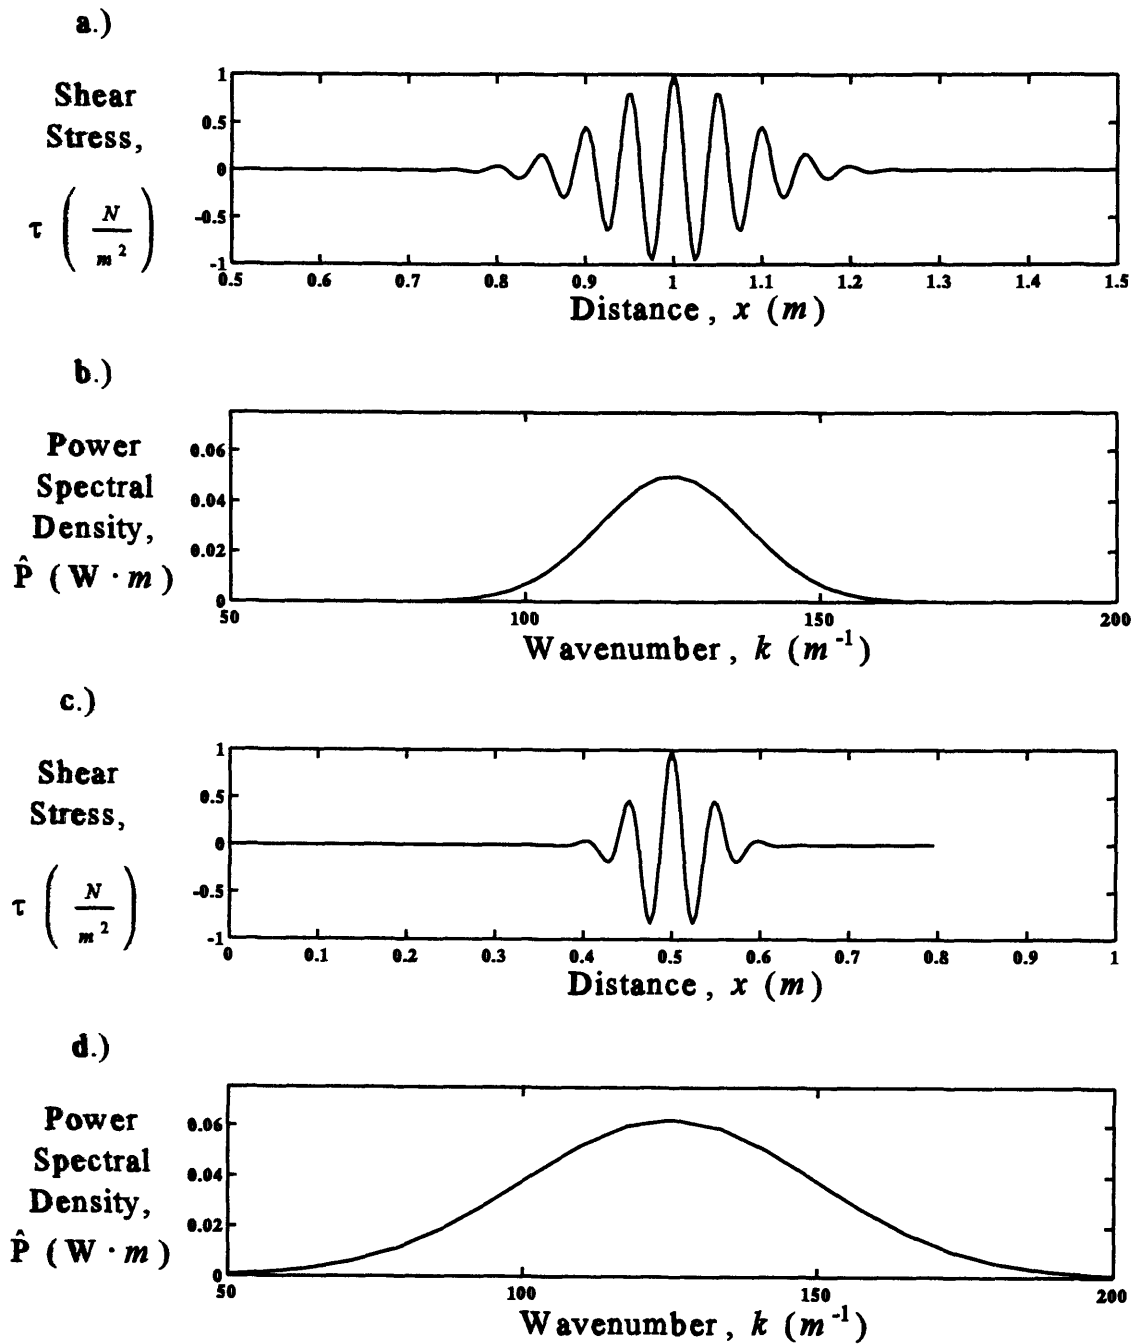 a.)
Shear
Stress,
τ ( N / m² )
1
0.5
0
-0.5
-1
0.5 0.6 0.7 0.8 0.9 1 1.1 1.2 1.3 1.4 1.5
Distance, x (m)
b.)
Power
Spectral
Density,
P̂ (W · m)
0.06
0.04
0.02
0
50 100 150 200
Wavenumber, k (m⁻¹)
c.)
Shear
Stress,
τ ( N / m² )
1
0.5
0
-0.5
-1
0 0.1 0.2 0.3 0.4 0.5 0.6 0.7 0.8 0.9 1
Distance, x (m)
d.)
Power
Spectral
Density,
P̂ (W · m)
0.06
0.04
0.02
0
50 100 150 200
Wavenumber, k (m⁻¹)